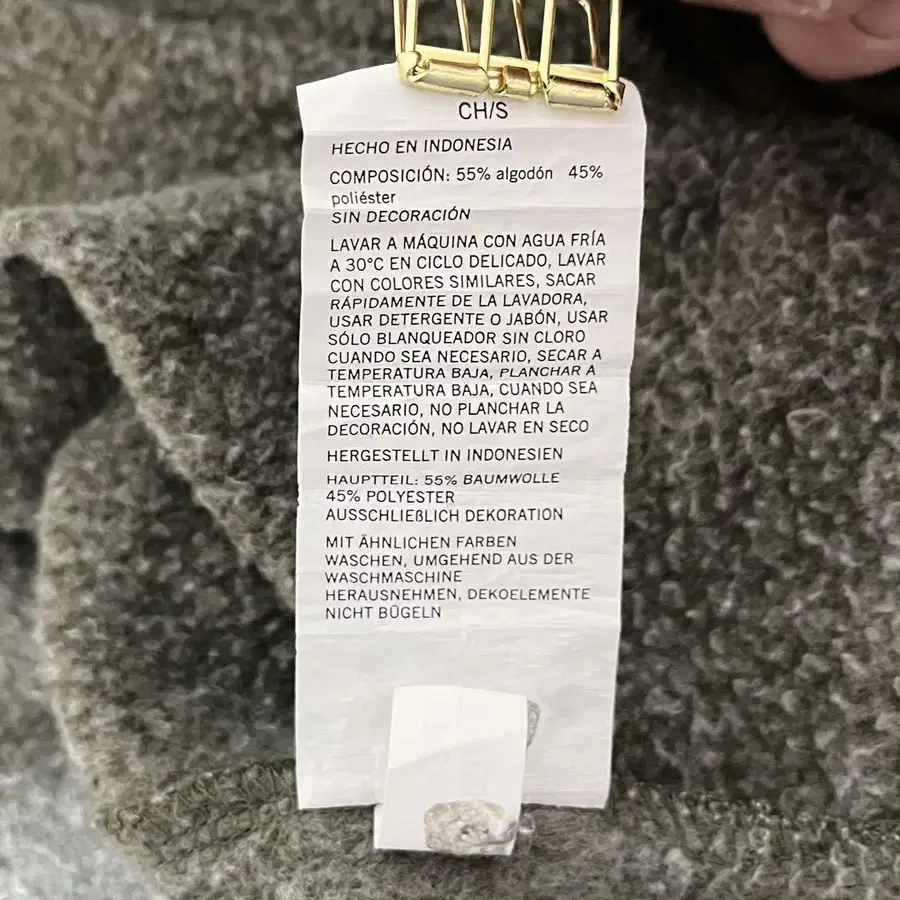 CH/S
HECHO EN INDONESIA
COMPOSICIÓN: 55% algodón 45%
poliéster
SIN DECORACIÓN
LAVAR A MÁQUINA CON AGUA FRÍA
A 30°C EN CICLO DELICADO, LAVAR
CON COLORES SIMILARES, SACAR
RÁPIDAMENTE DE LA LAVADORA,
USAR DETERGENTE O JABÓN, USAR
SÓLO BLANQUEADOR SIN CLORO
CUANDO SEA NECESARIO, SECAR A
TEMPERATURA BAJA, PLANCHAR A
TEMPERATURA BAJA, CUANDO SEA
NECESARIO, NO PLANCHAR LA
DECORACIÓN, NO LAVAR EN SECO
HERGESTELLT IN INDONESIEN
HAUPTTEIL: 55% BAUMWOLLE
45% POLYESTER
AUSSCHLIEßLICH DEKORATION
MIT ÄHNLICHEN FARBEN
WASCHEN, UMGEHEND AUS DER
WASCHMASCHINE
HERAUSNEHMEN, DEKOELEMENTE
NICHT BÜGELN